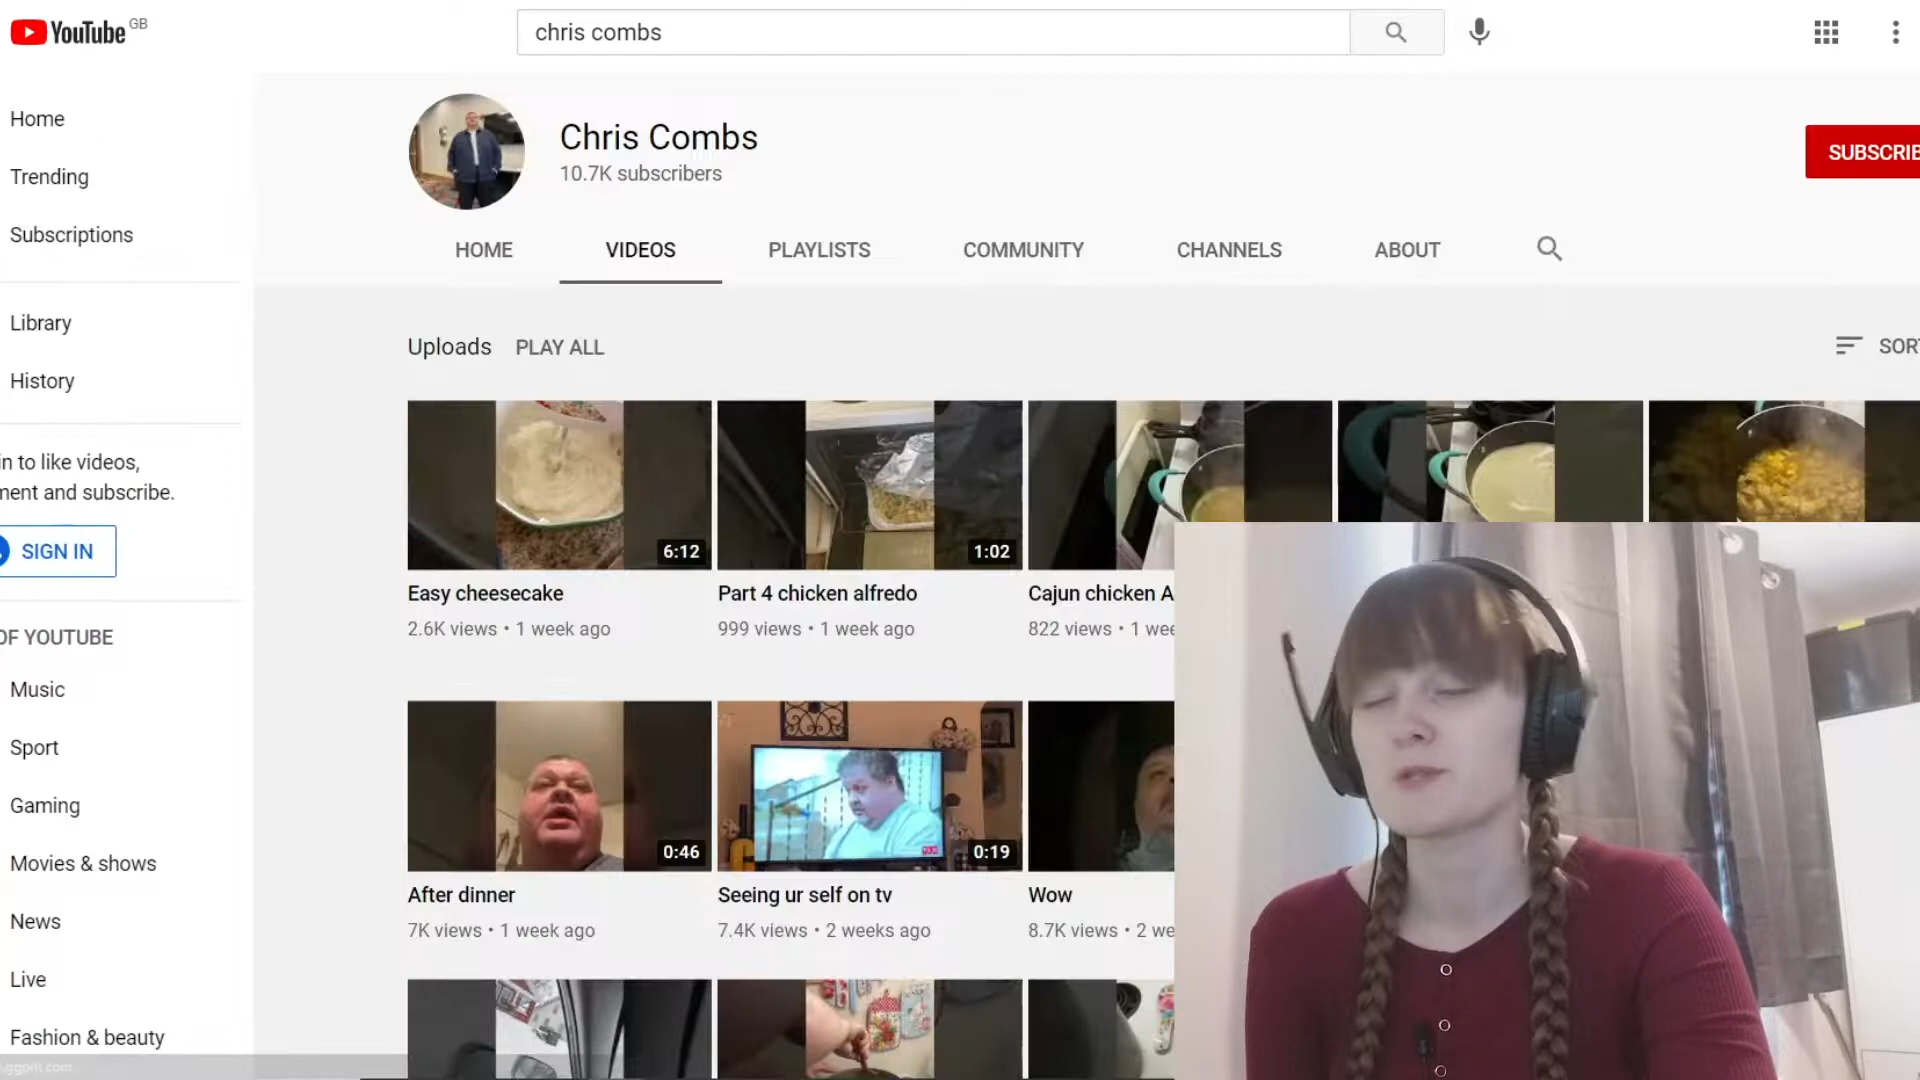 YouTube GB
chris combs
Home
Trending
Subscriptions
Library
History
in to like videos,
ment and subscribe.
SIGN IN
OF YOUTUBE
Music
Sport
Gaming
Movies & shows
News
Live
Fashion & beauty
Chris Combs
10.7K subscribers
SUBSCRIB
HOME VIDEOS PLAYLISTS COMMUNITY CHANNELS ABOUT
Uploads PLAY ALL
SORT
6:12
1:02
Easy cheesecake
2.6K views • 1 week ago
Part 4 chicken alfredo
999 views • 1 week ago
Cajun chicken A
822 views • 1 wee
0:46
0:19
After dinner
7K views • 1 week ago
Seeing ur self on tv
7.4K views • 2 weeks ago
Wow
8.7K views • 2 we